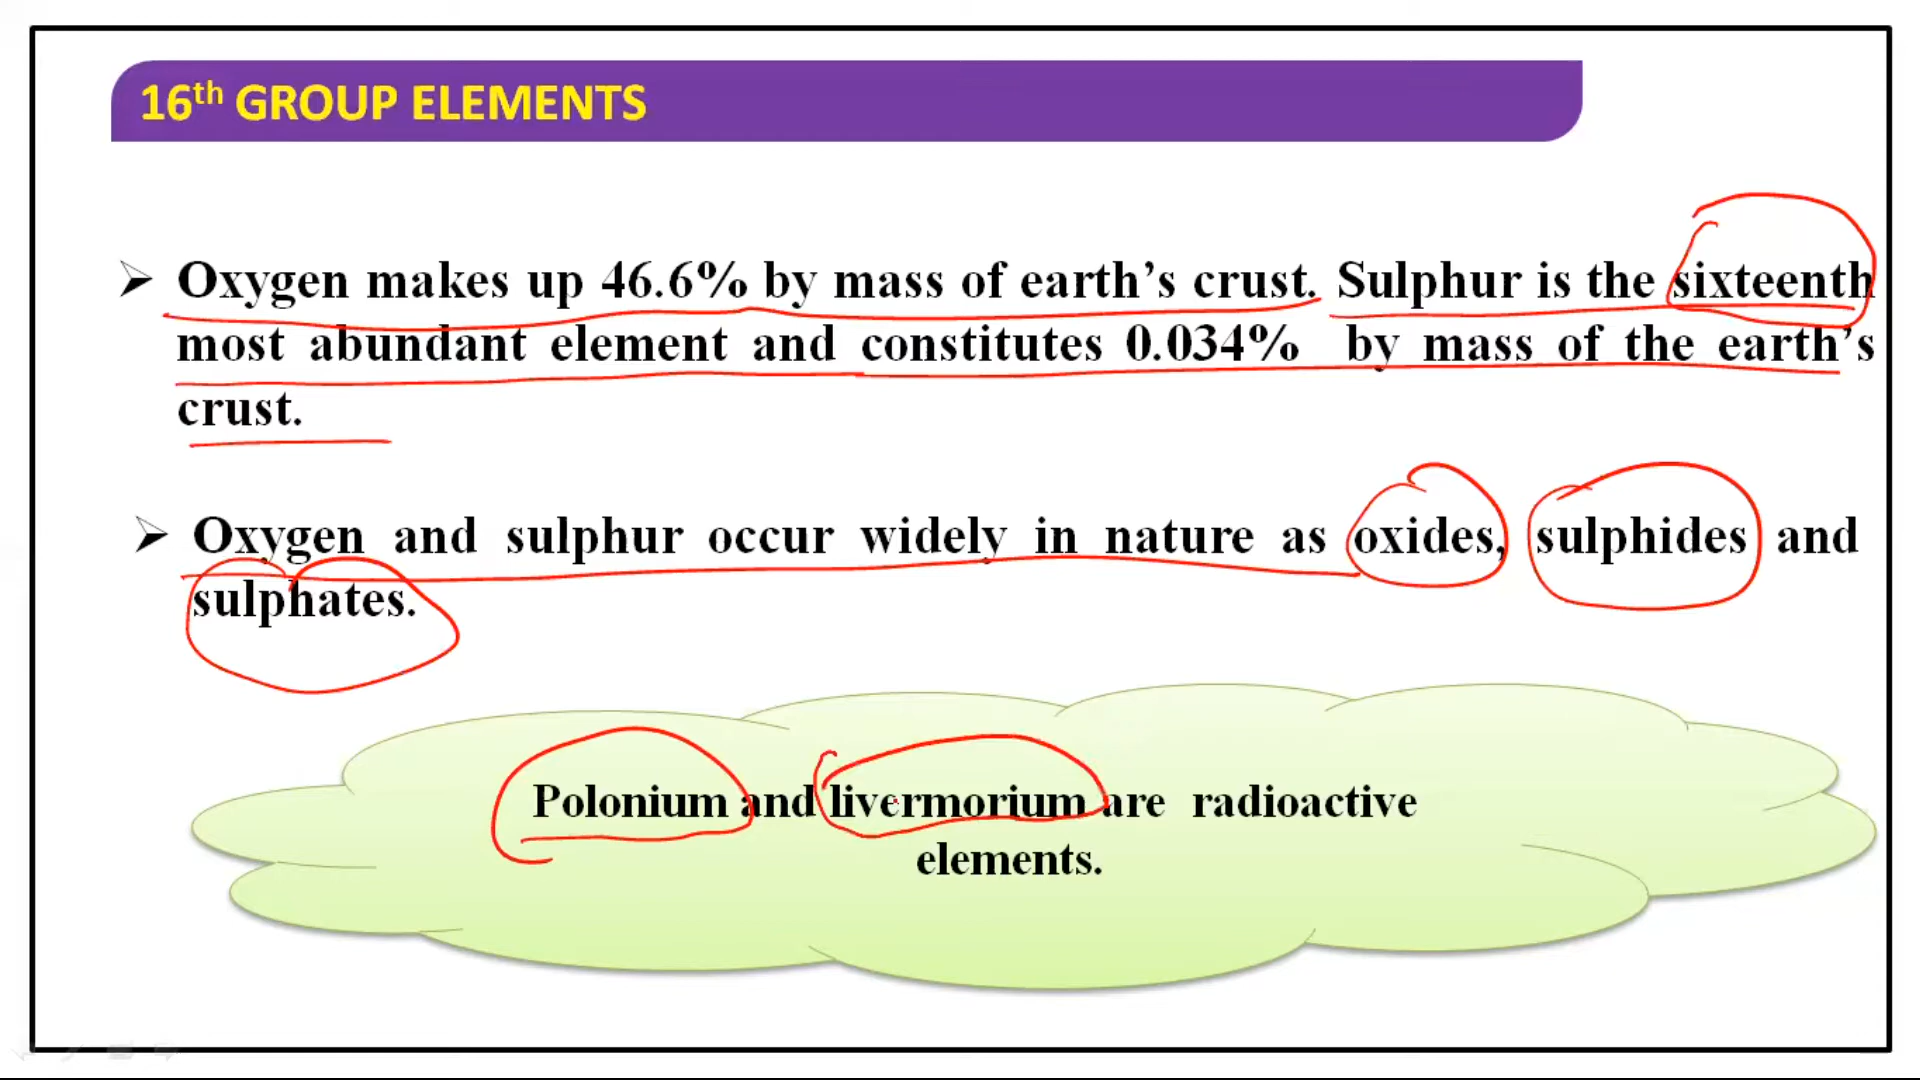 16th GROUP ELEMENTS
➢ Oxygen makes up 46.6% by mass of earth’s crust. Sulphur is the sixteenth
most abundant element and constitutes 0.034% by mass of the earth’s
crust.
➢ Oxygen and sulphur occur widely in nature as oxides, sulphides and
sulphates.
Polonium and livermorium are radioactive
elements.